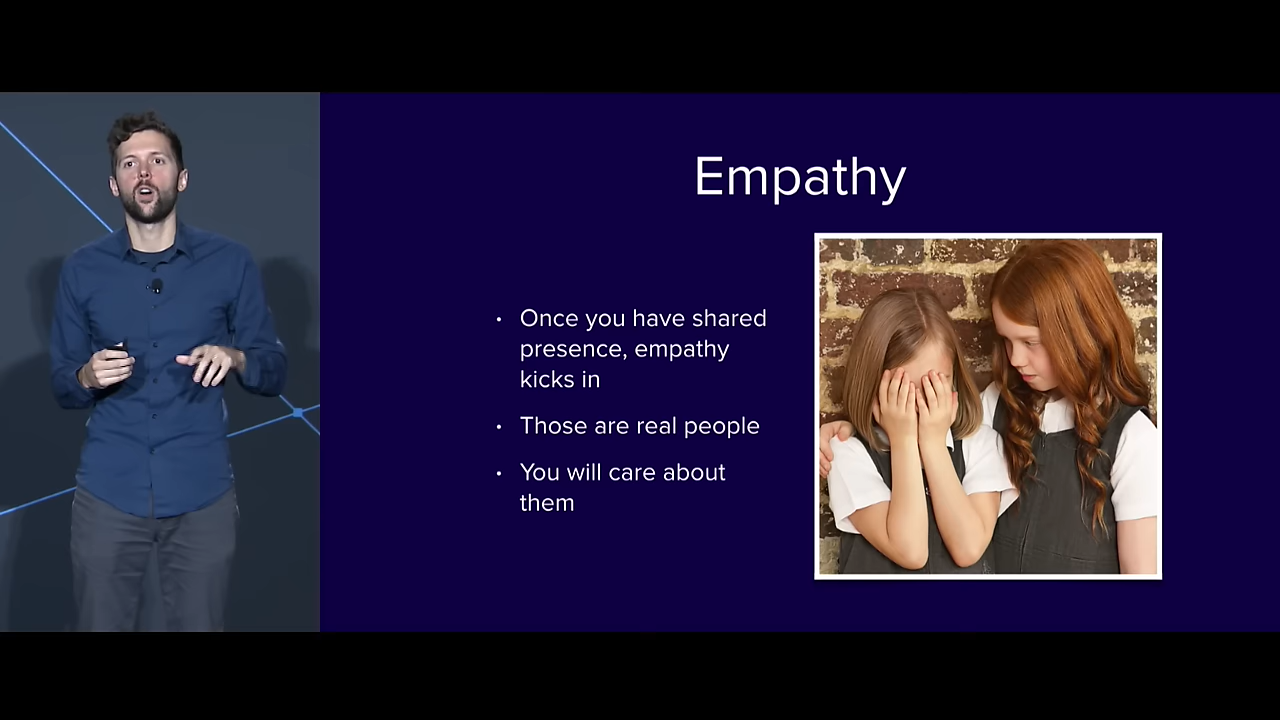 Empathy
• Once you have shared
presence, empathy
kicks in
• Those are real people
• You will care about
them